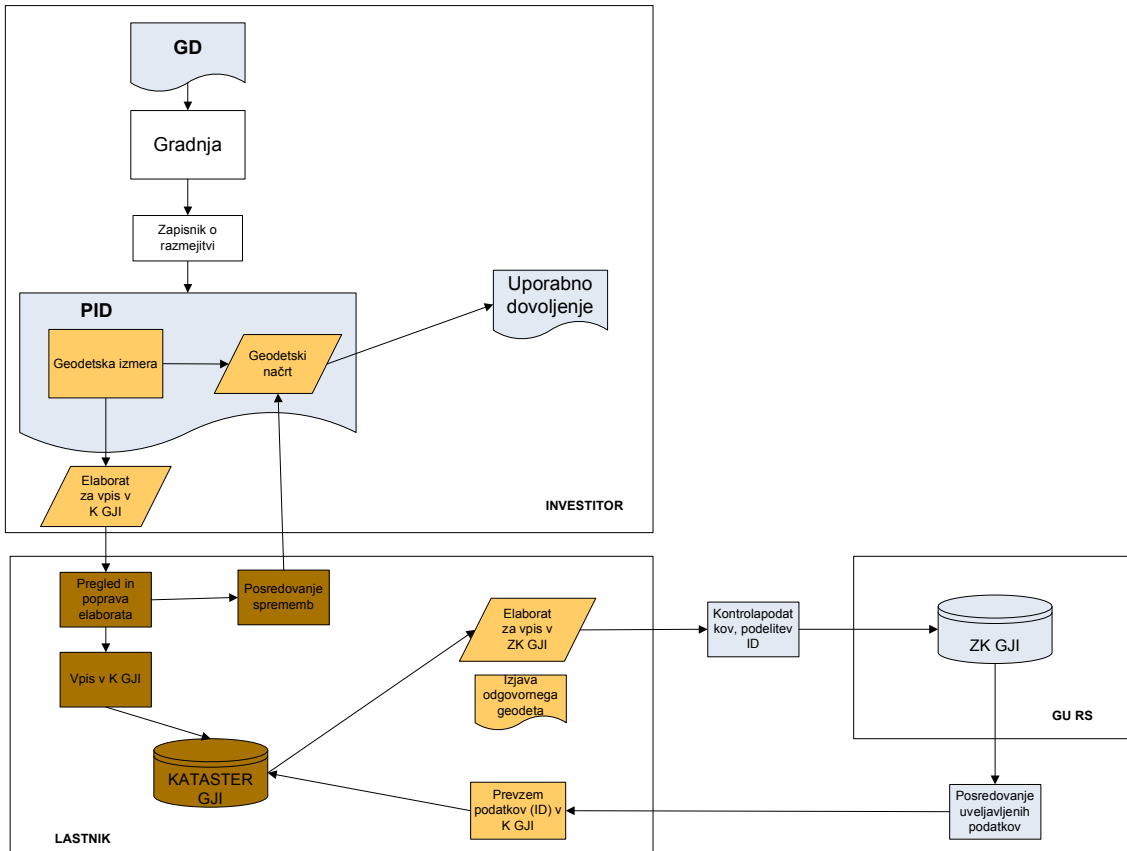 GD
Gradnja
Zapisnik o
razmejitvi
PID
Geodetska izmera
Geodetski
načrt
Uporabno
dovoljenje
Elaborat
za vpis v
K GJI
INVESTITOR
Pregled in
poprava
elaborata
Posredovanje
sprememb
Vpis v K GJI
KATASTER
GJI
Elaborat
za vpis v
ZK GJI
Izjava
odgovornega
geodeta
Prevzem
podatkov (ID) v
K GJI
LASTNIK
Kontrolapodat
kov, podelitev
ID
ZK GJI
GU RS
Posredovanje
uveljavljenih
podatkov